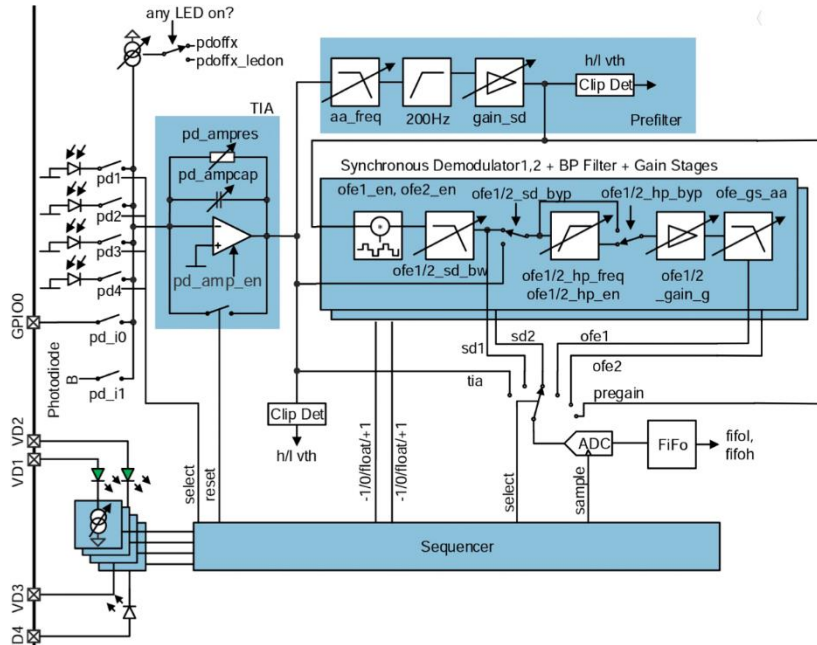 any LED on?
pdoffx
pdoffx_ledon
TIA
pd_ampres
pd_ampcap
pd_amp_en
aa_freq
200Hz
gain_sd
h/l vth
Clip Det
Prefilter
pd1
pd2
pd3
pd4
GPIO0
pd_i0
Photodiode
B
pd_i1
Synchronous Demodulator1,2 + BP Filter + Gain Stages
ofe1_en, ofe2_en
ofe1/2_sd_byp
ofe1/2_hp_byp
ofe_gs_aa
ofe1/2_sd_bw
ofe1/2_hp_freq
ofe1/2_hp_en
ofe1/2
_gain_g
sd1
sd2
ofe1
ofe2
tia
pregain
Clip Det
h/l vth
ADC
FiFo
fifol,
fifoh
VD2
VD1
select
reset
-1/0/float/+1
-1/0/float/+1
select
sample
Sequencer
VD3
D4